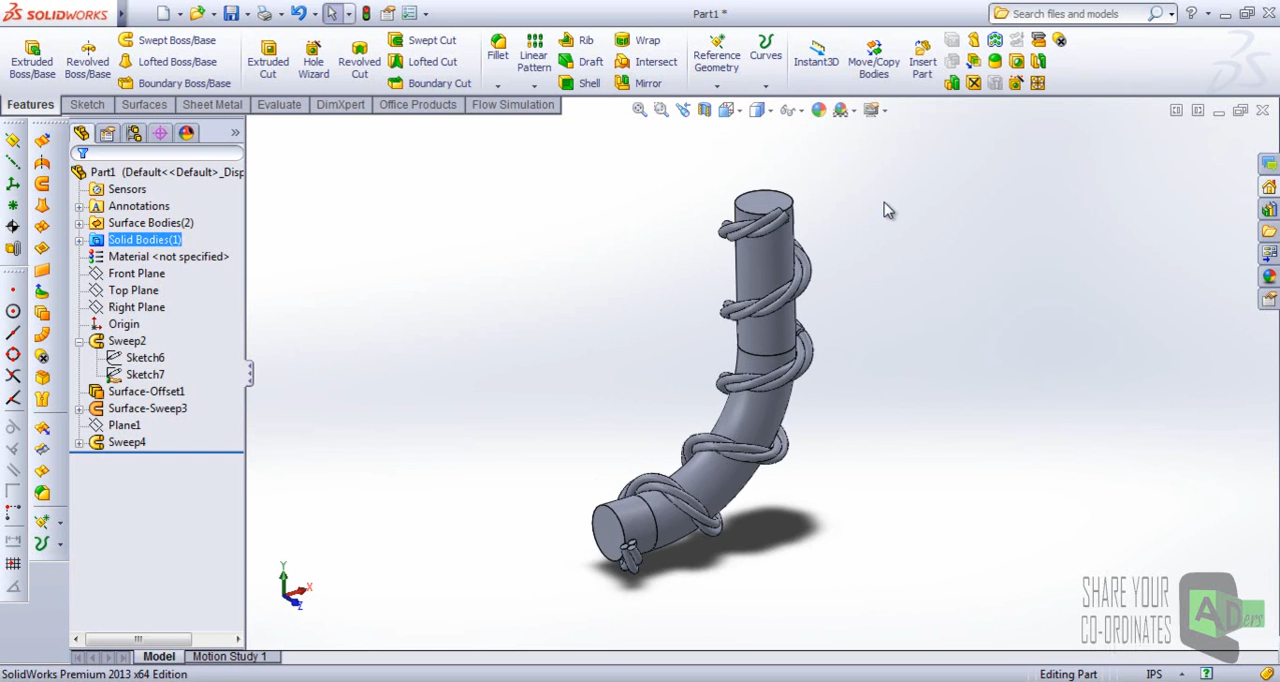 SOLIDWORKS
Part1 *
Search files and models
Extruded Boss/Base
Revolved Boss/Base
Swept Boss/Base
Lofted Boss/Base
Boundary Boss/Base
Extruded Cut
Hole Wizard
Revolved Cut
Swept Cut
Lofted Cut
Boundary Cut
Fillet
Linear Pattern
Rib
Draft
Shell
Wrap
Intersect
Mirror
Reference Geometry
Curves
Instant3D
Move/Copy Bodies
Insert Part
Features
Sketch
Surfaces
Sheet Metal
Evaluate
DimXpert
Office Products
Flow Simulation
Part1 (Default<<Default>_Disp
Sensors
Annotations
Surface Bodies(2)
Solid Bodies(1)
Material <not specified>
Front Plane
Top Plane
Right Plane
Origin
Sweep2
Sketch6
Sketch7
Surface-Offset1
Surface-Sweep3
Plane1
Sweep4
Y
X
Z
SHARE YOUR
CO-ORDINATES
ADers
Model
Motion Study 1
SolidWorks Premium 2013 x64 Edition
Editing Part
IPS